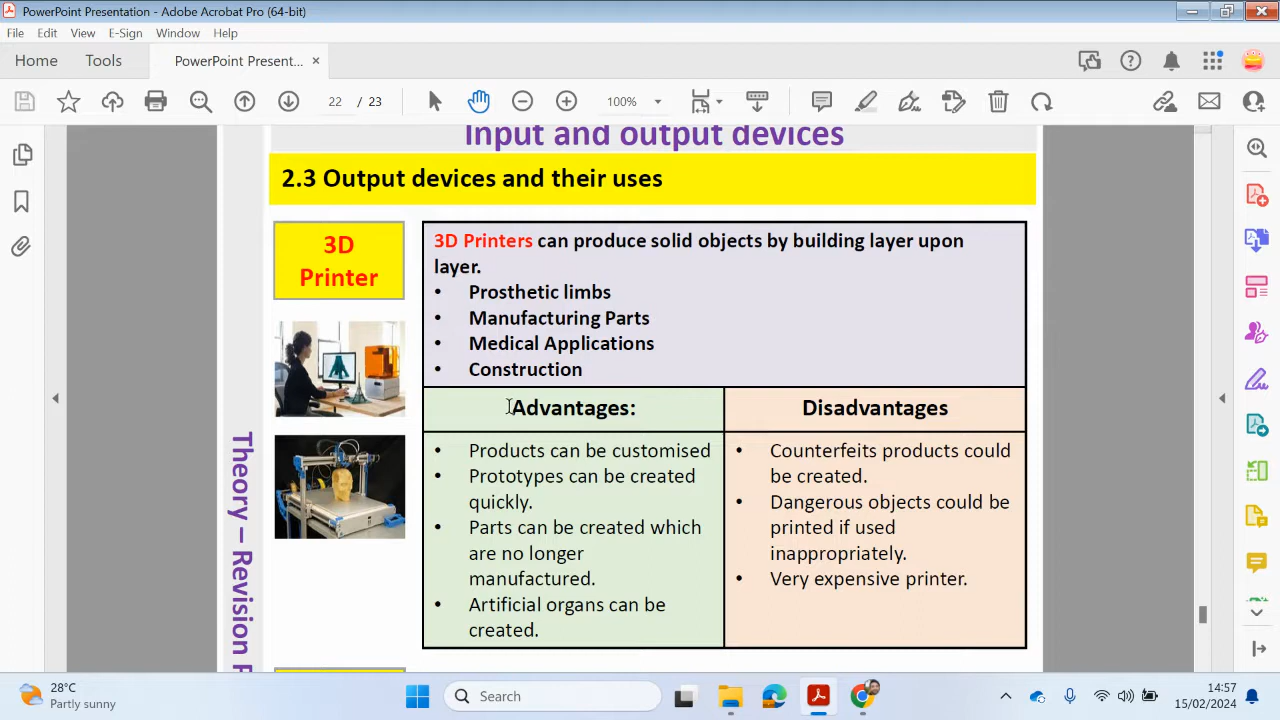 PowerPoint Presentation - Adobe Acrobat Pro (64-bit)
File Edit View E-Sign Window Help
Home Tools PowerPoint Present... ×
22 / 23 100%
Input and output devices
2.3 Output devices and their uses
3D
Printer
3D Printers can produce solid objects by building layer upon
layer.
• Prosthetic limbs
• Manufacturing Parts
• Medical Applications
• Construction
Advantages:
• Products can be customised
• Prototypes can be created
quickly.
• Parts can be created which
are no longer
manufactured.
• Artificial organs can be
created.
Disadvantages
• Counterfeits products could
be created.
• Dangerous objects could be
printed if used
inappropriately.
• Very expensive printer.
Theory – Revision
28°C
Partly sunny
Search
14:57
15/02/2024